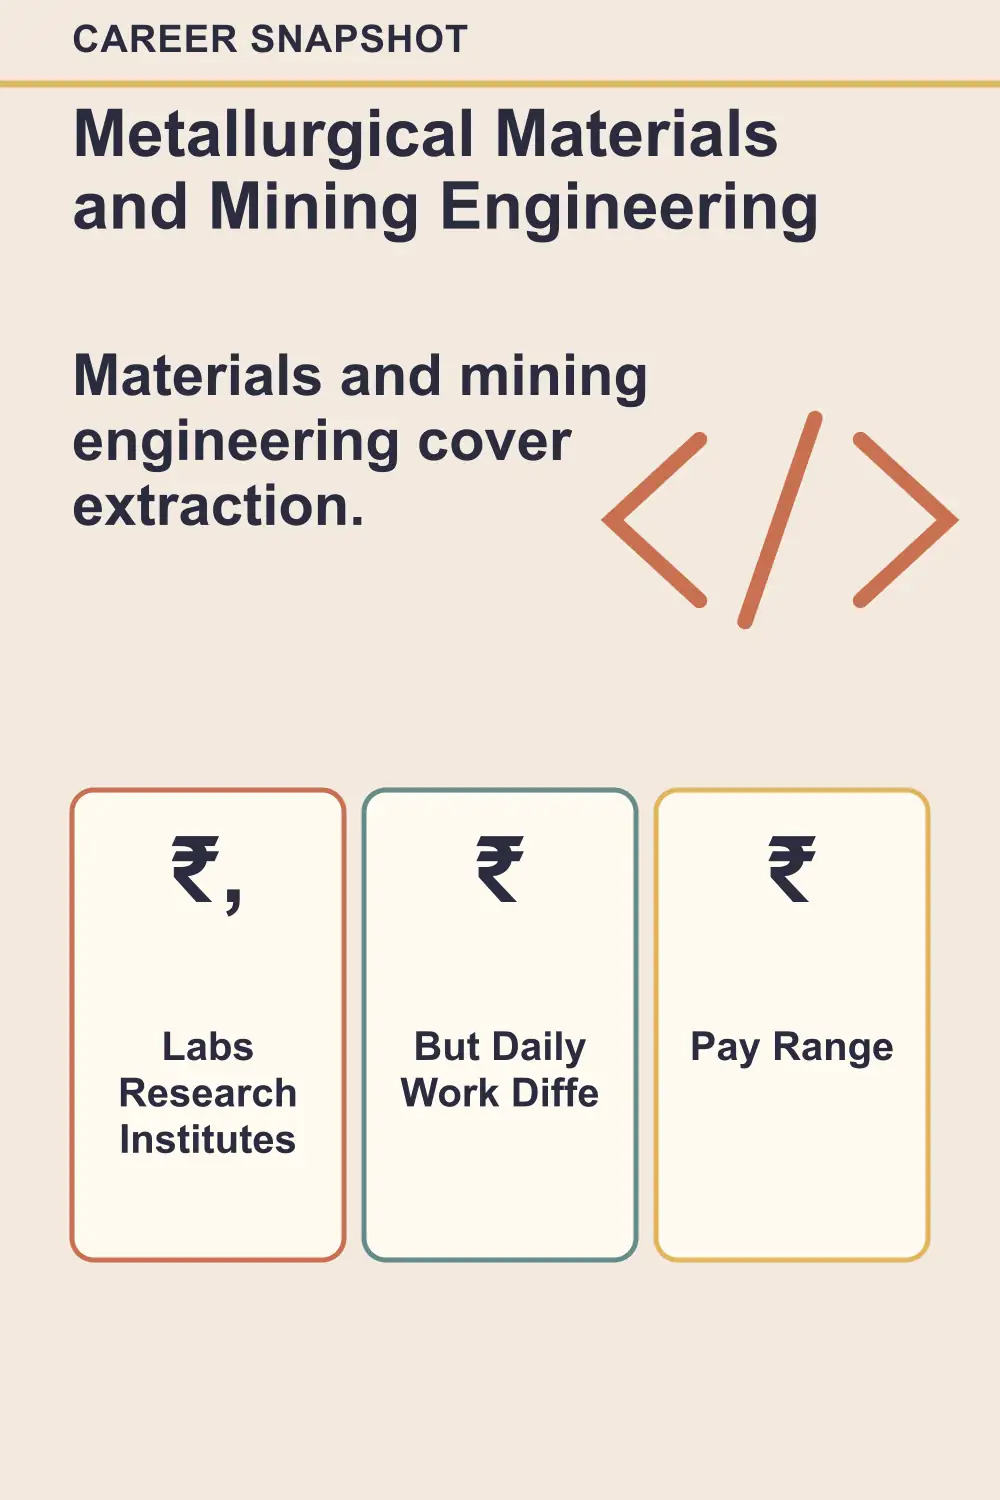 CAREER SNAPSHOT
Metallurgical Materials
and Mining Engineering
Materials and mining
engineering cover
extraction.
₹,
Labs
Research
Institutes
₹
But Daily
Work Diffe
₹
Pay Range